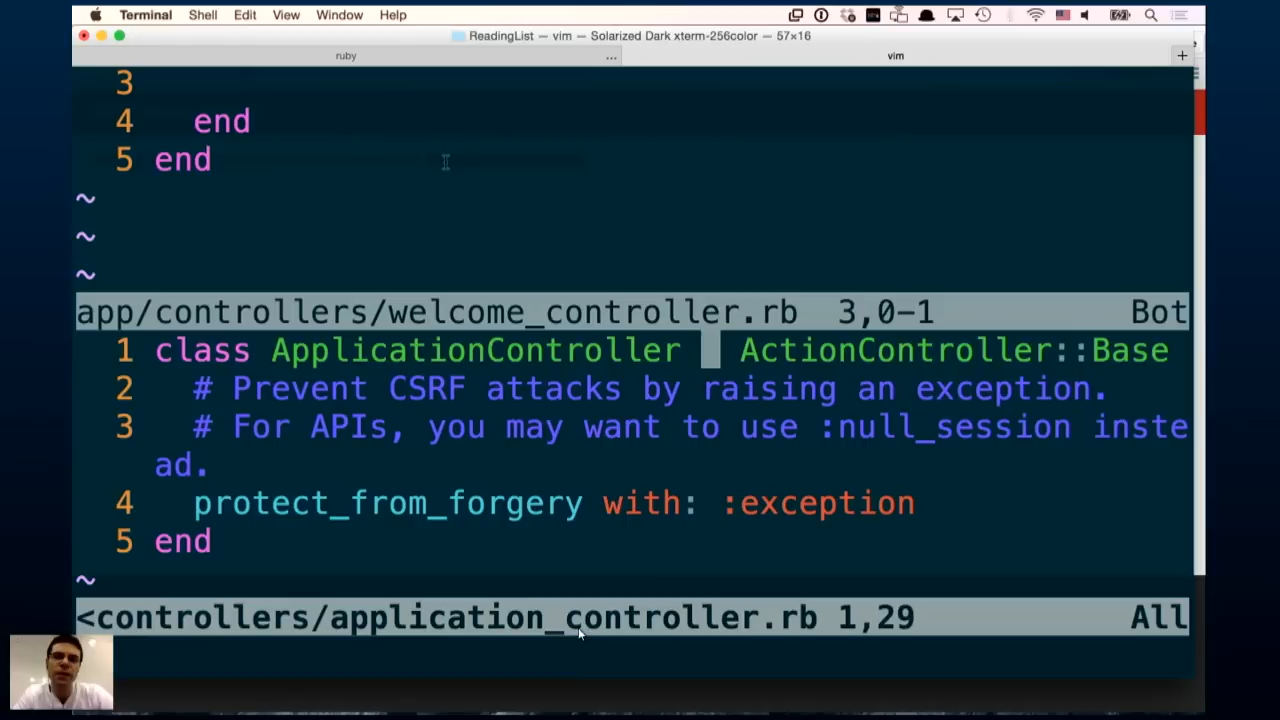 Terminal Shell Edit View Window Help
ReadingList — vim — Solarized Dark xterm-256color — 57×16
ruby ... vim +
3
4 end
5 end
~
~
~
app/controllers/welcome_controller.rb 3,0-1 Bot
1 class ApplicationController ActionController::Base
2 # Prevent CSRF attacks by raising an exception.
3 # For APIs, you may want to use :null_session inste
ad.
4 protect_from_forgery with: :exception
5 end
~
<controllers/application_controller.rb 1,29 All